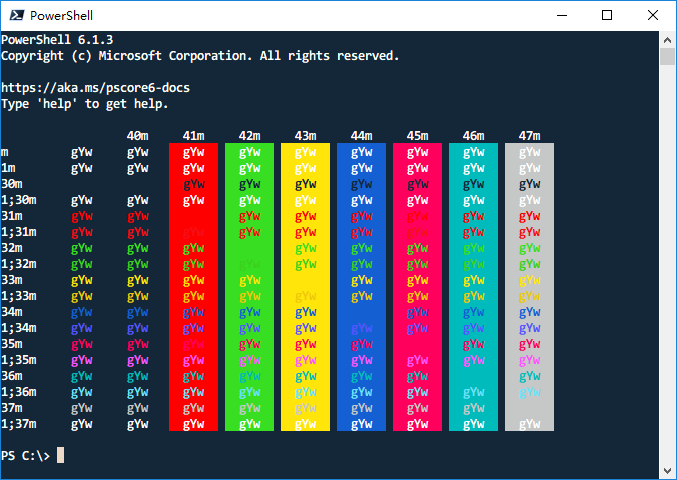 PowerShell
PowerShell 6.1.3
Copyright (c) Microsoft Corporation. All rights reserved.
https://aka.ms/pscore6-docs
Type 'help' to get help.
40m 41m 42m 43m 44m 45m 46m 47m
m gYw gYw gYw gYw gYw gYw gYw gYw gYw
1m gYw gYw gYw gYw gYw gYw gYw gYw gYw
30m gYw gYw gYw gYw gYw gYw gYw
1;30m gYw gYw gYw gYw gYw gYw gYw gYw gYw
31m gYw gYw gYw gYw gYw gYw gYw gYw
1;31m gYw gYw gYw gYw gYw gYw gYw gYw gYw
32m gYw gYw gYw gYw gYw gYw gYw gYw
1;32m gYw gYw gYw gYw gYw gYw gYw gYw gYw
33m gYw gYw gYw gYw gYw gYw gYw gYw
1;33m gYw gYw gYw gYw gYw gYw gYw gYw gYw
34m gYw gYw gYw gYw gYw gYw gYw gYw
1;34m gYw gYw gYw gYw gYw gYw gYw gYw gYw
35m gYw gYw gYw gYw gYw gYw gYw gYw
1;35m gYw gYw gYw gYw gYw gYw gYw gYw gYw
36m gYw gYw gYw gYw gYw gYw gYw gYw
1;36m gYw gYw gYw gYw gYw gYw gYw gYw gYw
37m gYw gYw gYw gYw gYw gYw gYw gYw
1;37m gYw gYw gYw gYw gYw gYw gYw gYw gYw
PS C:\>